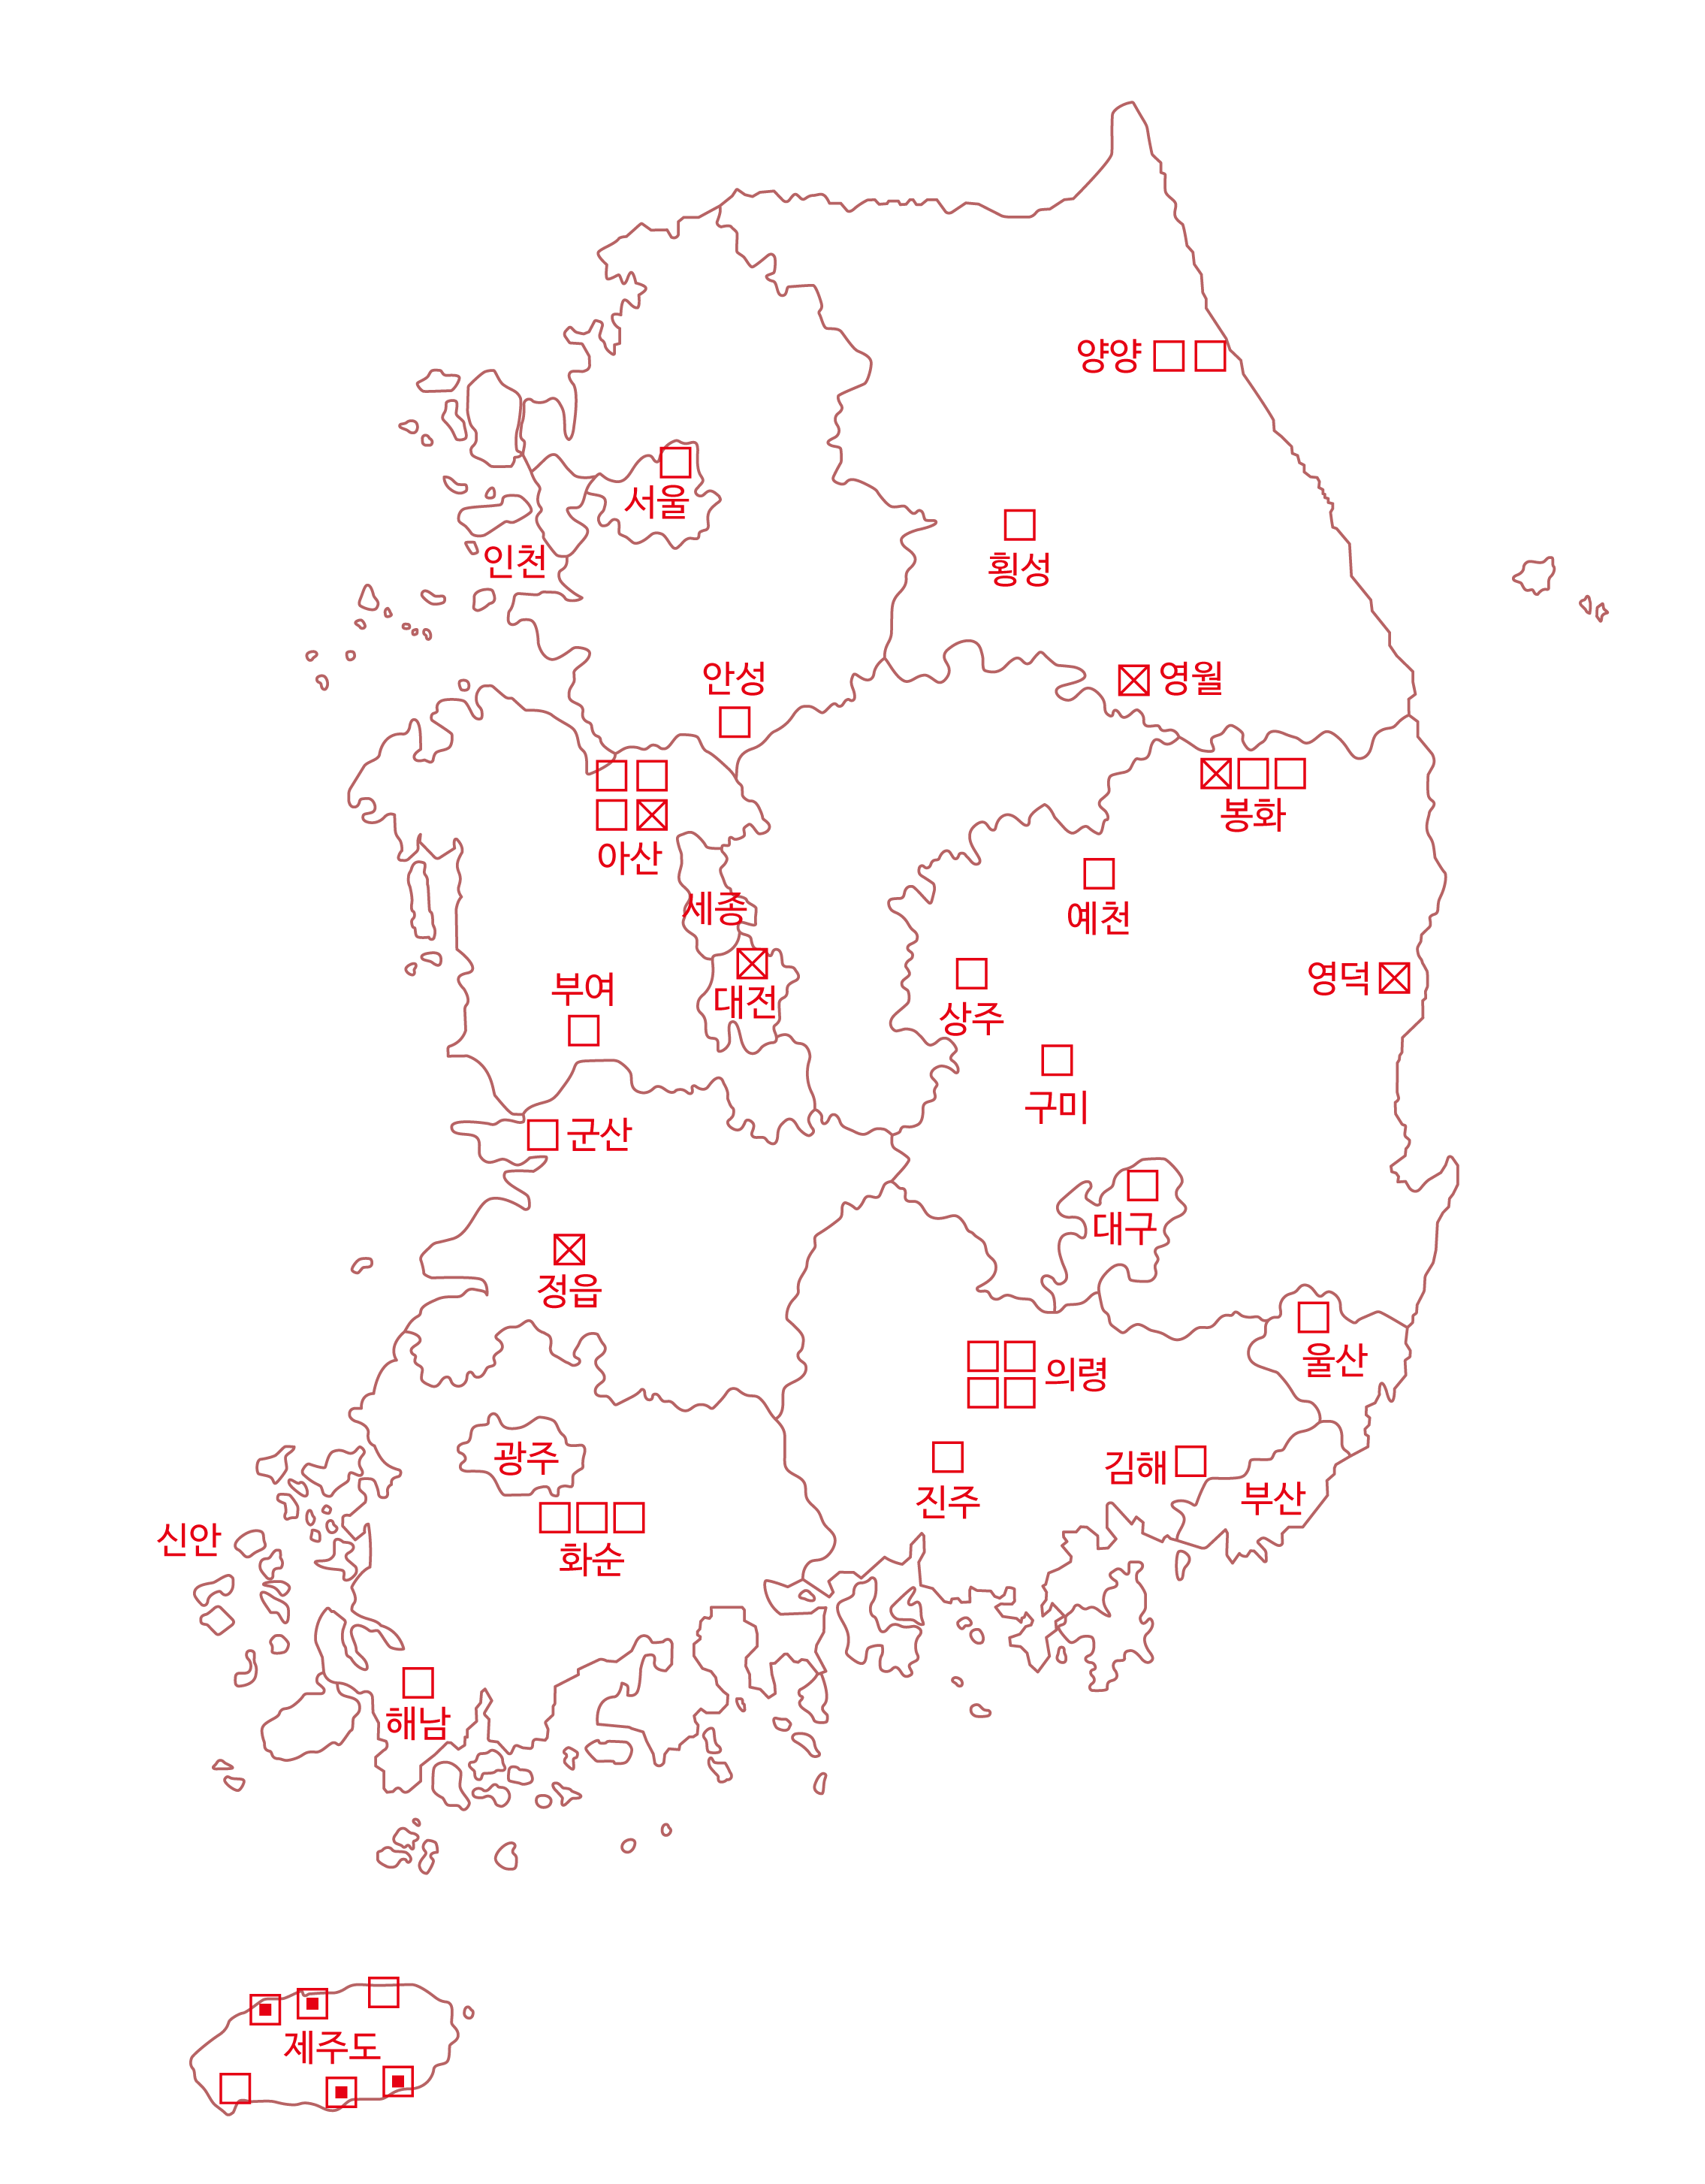 양양
서울
인천
횡성
안성
영월
봉화
아산
세종
예천
영덕
대전
부여
상주
구미
군산
대구
정읍
울산
의령
광주
김해
부산
진주
신안
화순
해남
제주도